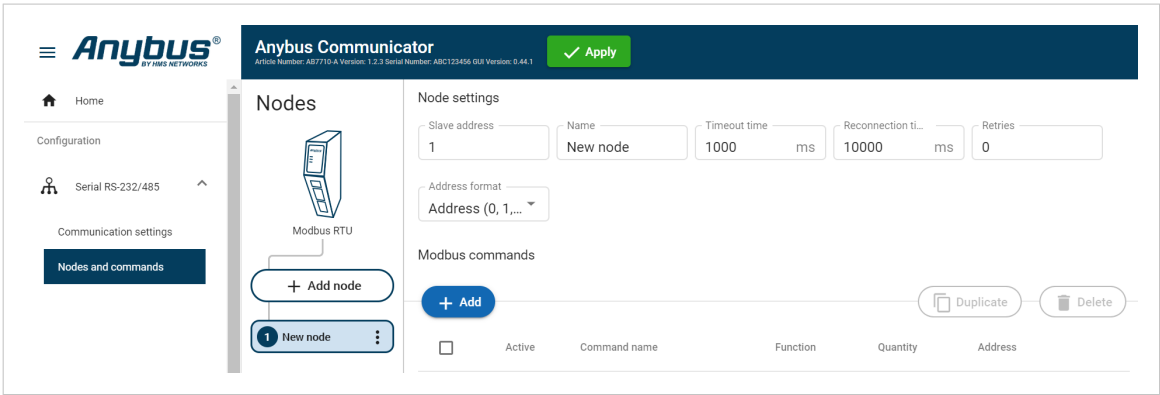 Anybus®
BY HMS NETWORKS
Anybus Communicator
Article Number: AB7710-A Version: 1.2.3 Serial Number: ABC123456 GUI Version: 0.44.1
Apply
Home
Configuration
Serial RS-232/485
Communication settings
Nodes and commands
Nodes
Modbus RTU
+ Add node
1 New node
Node settings
Slave address
1
Name
New node
Timeout time
1000 ms
Reconnection ti...
10000 ms
Retries
0
Address format
Address (0, 1,...
Modbus commands
+ Add
Duplicate
Delete
Active Command name Function Quantity Address